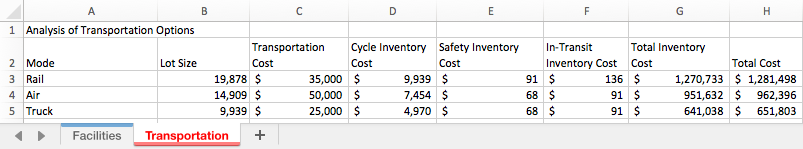 A B C D E F G H
1 Analysis of Transportation Options
Transportation Cycle Inventory Safety Inventory In-Transit Total Inventory
2 Mode Lot Size Cost Cost Cost Inventory Cost Cost Total Cost
3 Rail 19,878 $ 35,000 $ 9,939 $ 91 $ 136 $ 1,270,733 $ 1,281,498
4 Air 14,909 $ 50,000 $ 7,454 $ 68 $ 91 $ 951,632 $ 962,396
5 Truck 9,939 $ 25,000 $ 4,970 $ 68 $ 91 $ 641,038 $ 651,803
Facilities Transportation +